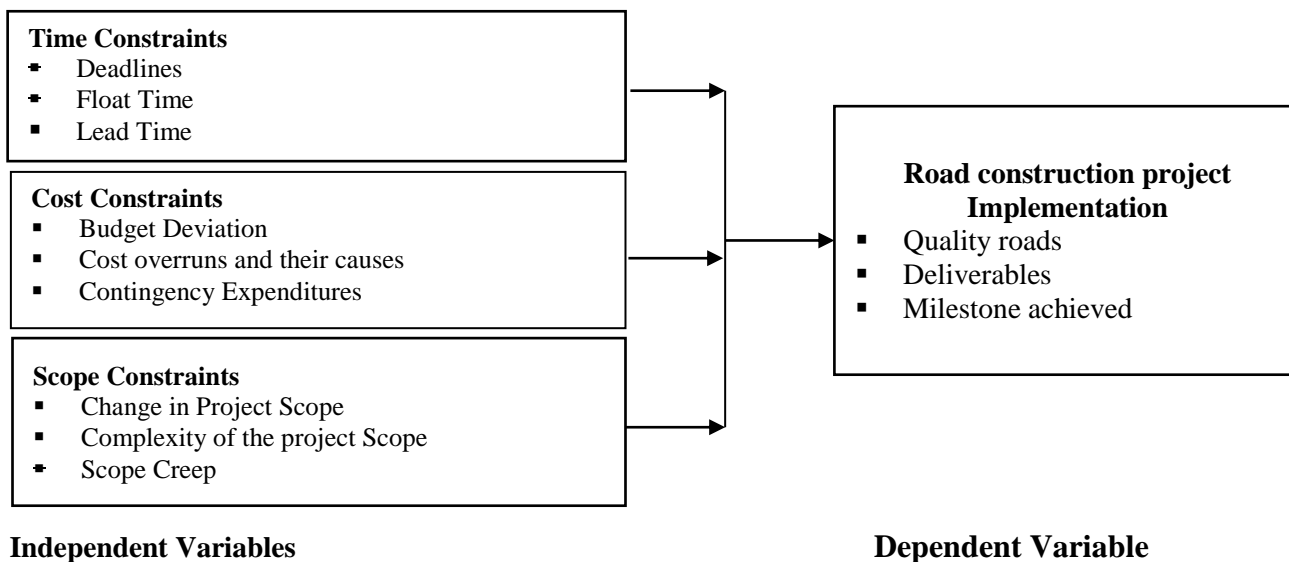 Time Constraints
Deadlines
Float Time
▪ Lead Time
Cost Constraints
▪ Budget Deviation
▪ Cost overruns and their causes
▪ Contingency Expenditures
Scope Constraints
▪ Change in Project Scope
▪ Complexity of the project Scope
Scope Creep
Road construction project
Implementation
▪ Quality roads
▪ Deliverables
▪ Milestone achieved
Independent Variables
Dependent Variable